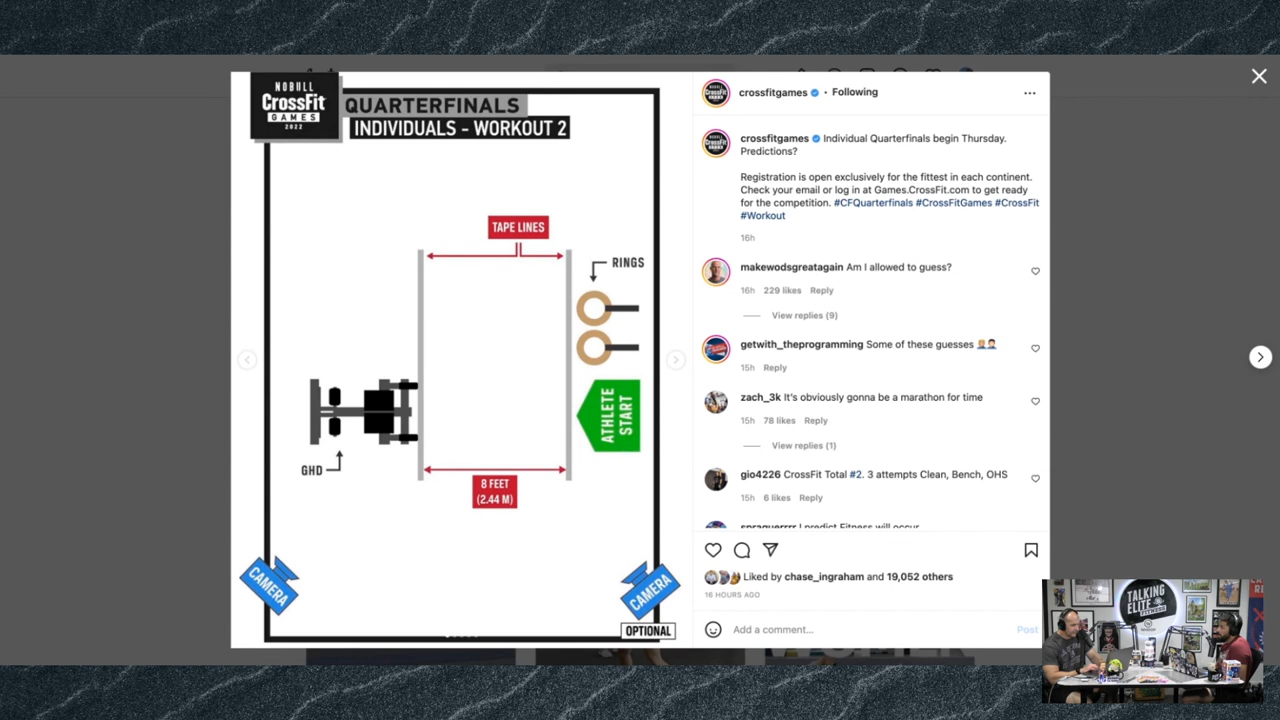 NOBULL
CrossFit
GAMES
2022
QUARTERFINALS
INDIVIDUALS - WORKOUT 2
TAPE LINES
RINGS
ATHLETE
START
GHD
8 FEET
(2.44 M)
CAMERA
CAMERA
OPTIONAL
crossfitgames • Following
crossfitgames Individual Quarterfinals begin Thursday.
Predictions?
Registration is open exclusively for the fittest in each continent.
Check your email or log in at Games.CrossFit.com to get ready
for the competition. #CFQuarterfinals #CrossFitGames #CrossFit
#Workout
16h
makewodsgreatagain Am I allowed to guess?
16h 229 likes Reply
View replies (9)
getwith_theprogramming Some of these guesses
15h Reply
zach_3k It's obviously gonna be a marathon for time
15h 78 likes Reply
View replies (1)
gio4226 CrossFit Total #2. 3 attempts Clean, Bench, OHS
15h 6 likes Reply
spraguerrrr I predict Fitness will occur
Liked by chase_ingraham and 19,052 others
16 HOURS AGO
Add a comment...
Post
TALKING
ELITE
FITNESS